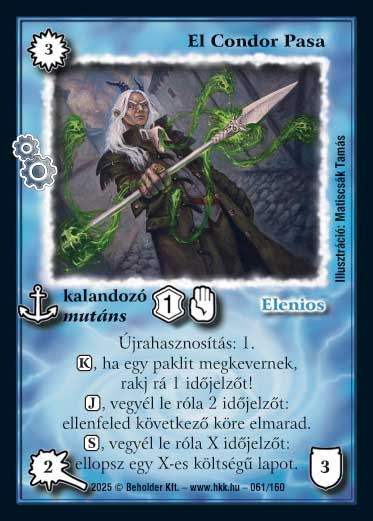 3
El Condor Pasa
Illusztráció: Matiscsák Tamás
kalandozó
mutáns
1
Elenios
Újrahasznosítás: 1.
K, ha egy paklit megkevernek,
rakj rá 1 időjelzőt!
J, vegyél le róla 2 időjelzőt:
ellenfeled következő köre elmarad.
S, vegyél le róla X időjelzőt:
ellopsz egy X-es költségű lapot.
2
2025 © Beholder Kft. – www.hkk.hu – 061/160
3